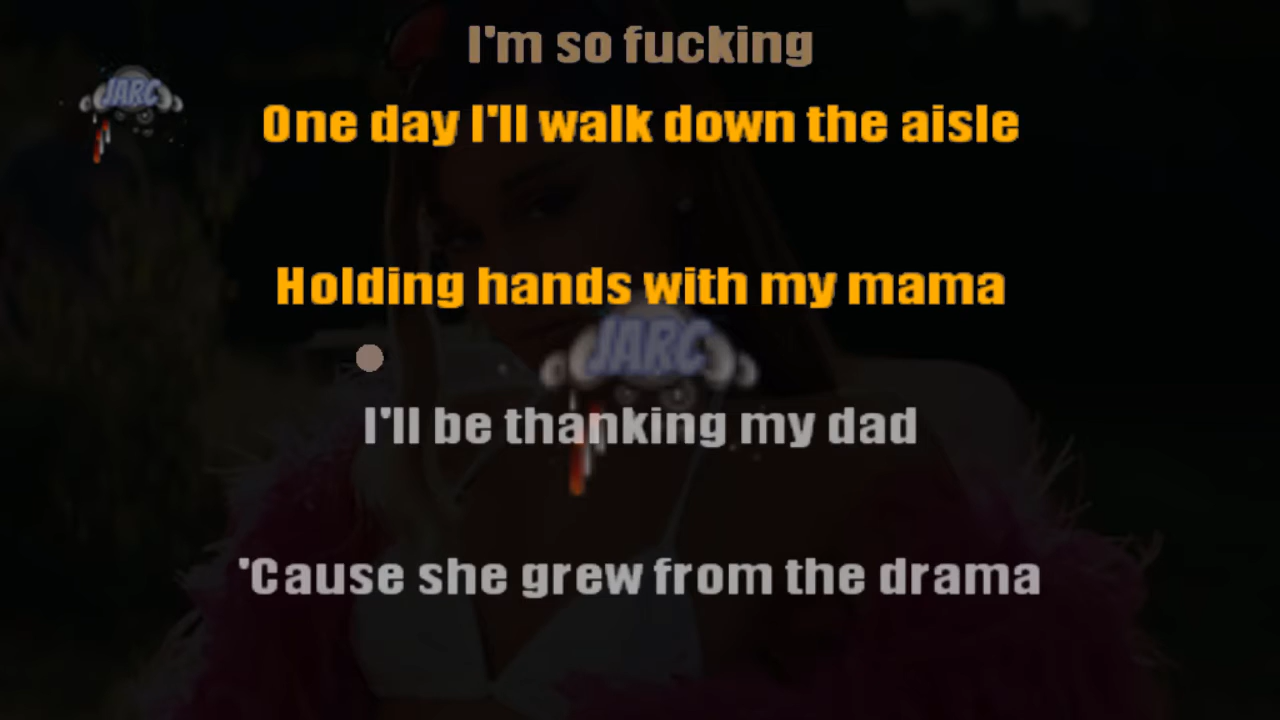 I'm so fucking
JARC
One day I'll walk down the aisle
Holding hands with my mama
JARC
I'll be thanking my dad
'Cause she grew from the drama